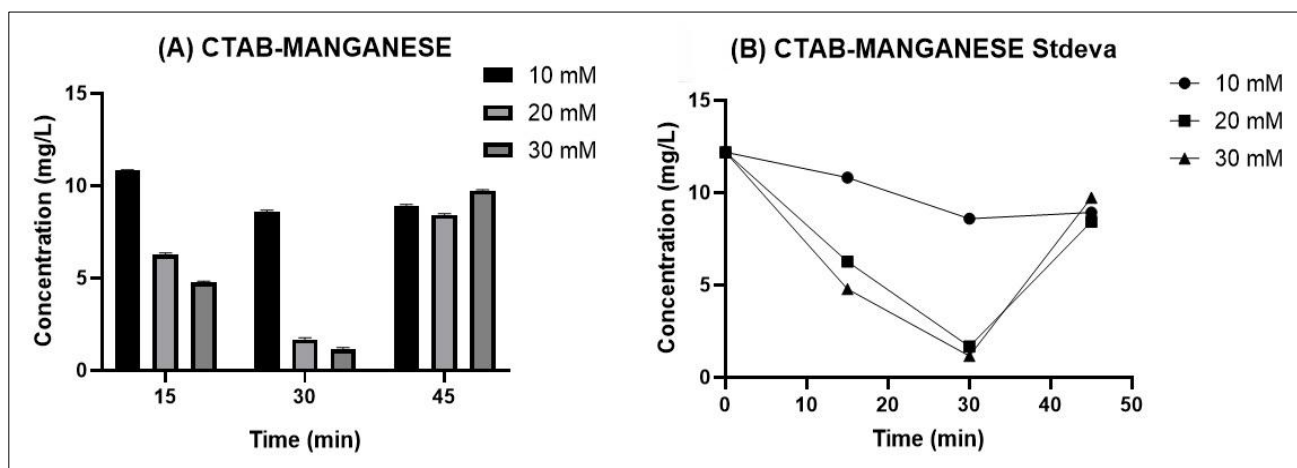 (A) CTAB-MANGANESE
10 mM
20 mM
30 mM
15
10
5
0
Concentration (mg/L)
15 30 45
Time (min)
(B) CTAB-MANGANESE Stdeva
10 mM
20 mM
30 mM
15
10
5
0
Concentration (mg/L)
0 10 20 30 40 50
Time (min)